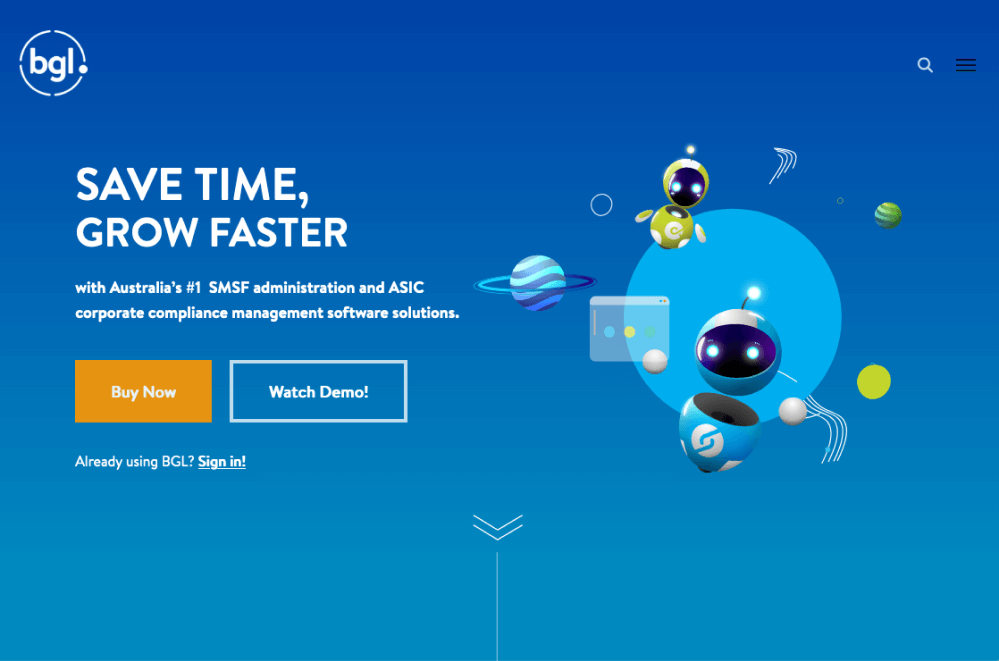 bgl.
SAVE TIME,
GROW FASTER
with Australia's #1 SMSF administration and ASIC
corporate compliance management software solutions.
Buy Now
Watch Demo!
Already using BGL? Sign in!